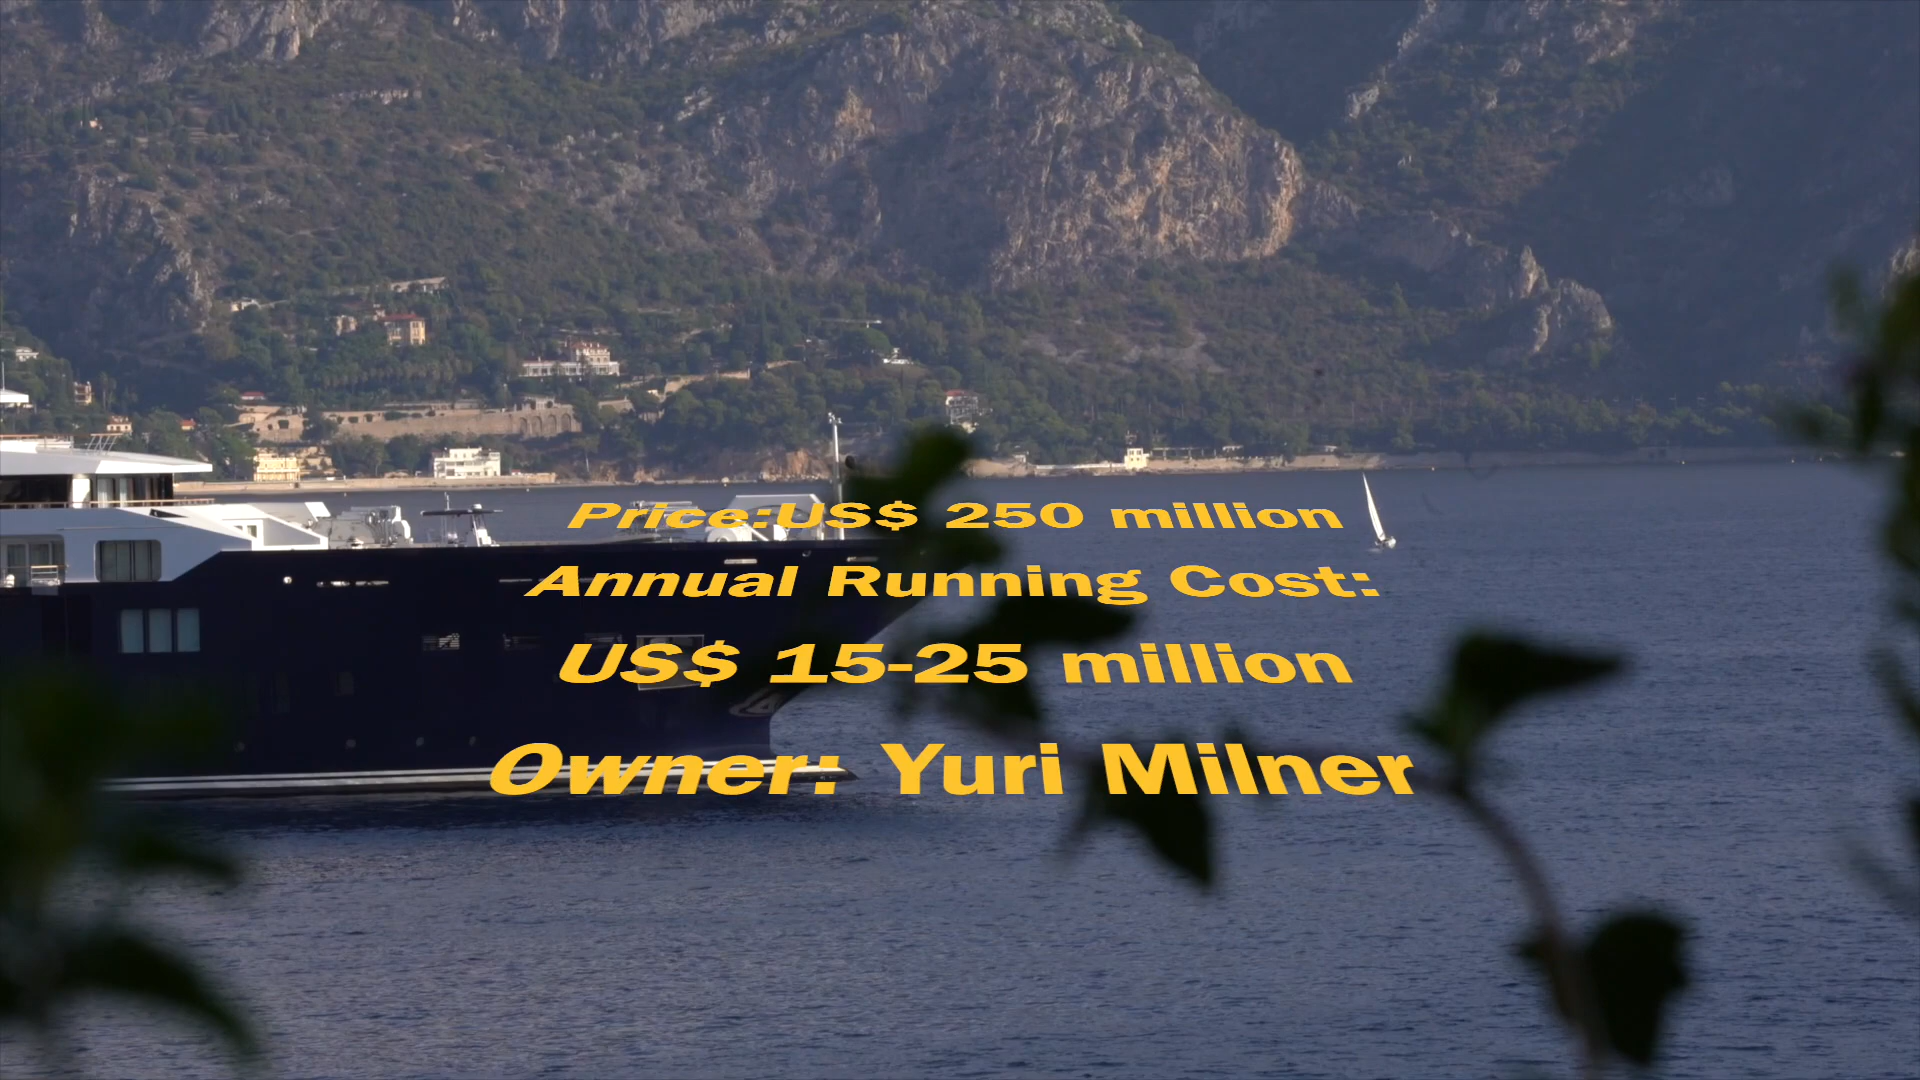 Price:US$ 250 million
Annual Running Cost:
US$ 15-25 million
Owner: Yuri Milner